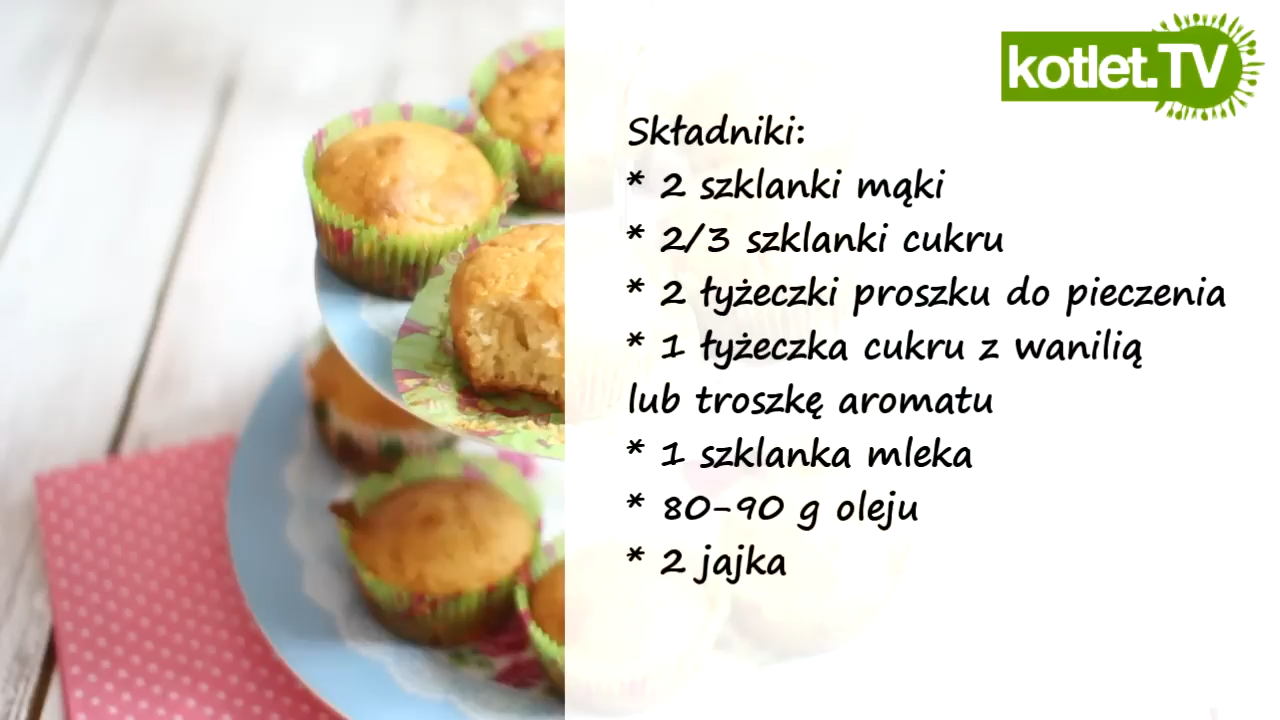 kotlet.TV
Składniki:
* 2 szklanki mąki
* 2/3 szklanki cukru
* 2 łyżeczki proszku do pieczenia
* 1 łyżeczka cukru z wanilią
lub troszkę aromatu
* 1 szklanka mleka
* 80-90 g oleju
* 2 jajka